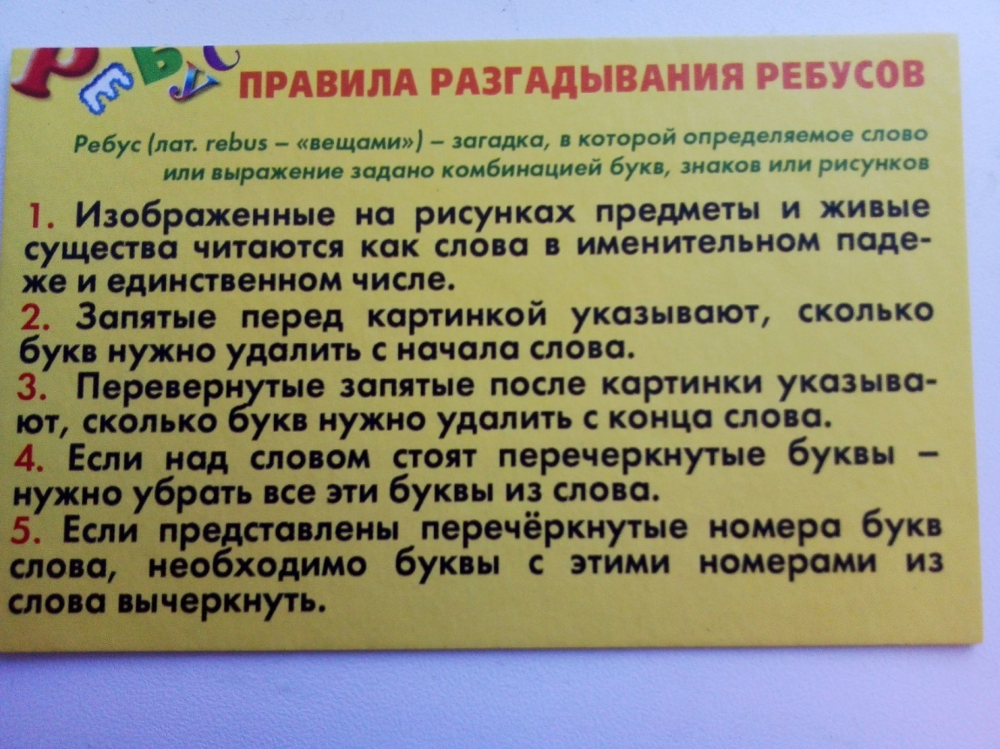 Ребус
ПРАВИЛА РАЗГАДЫВАНИЯ РЕБУСОВ
Ребус (лат. rebus – «вещами») – загадка, в которой определяемое слово
или выражение задано комбинацией букв, знаков или рисунков
1. Изображенные на рисунках предметы и живые
существа читаются как слова в именительном паде-
же и единственном числе.
2. Запятые перед картинкой указывают, сколько
букв нужно удалить с начала слова.
3. Перевернутые запятые после картинки указыва-
ют, сколько букв нужно удалить с конца слова.
4. Если над словом стоят перечеркнутые буквы –
нужно убрать все эти буквы из слова.
5. Если представлены перечёркнутые номера букв
слова, необходимо буквы с этими номерами из
слова вычеркнуть.